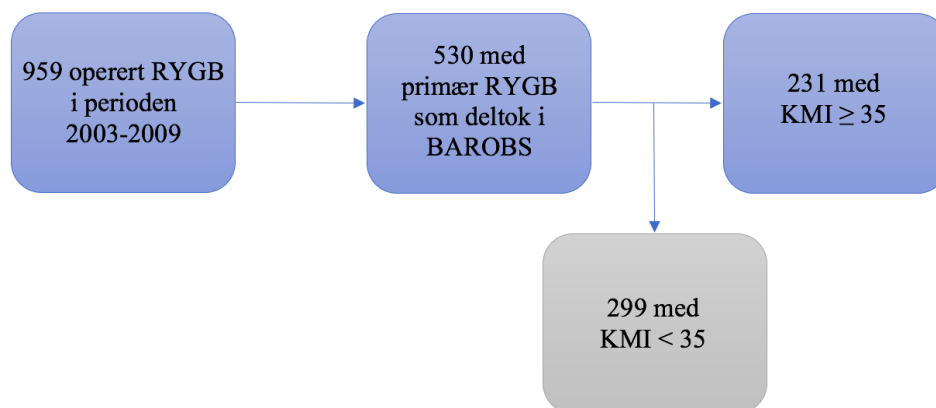 959 operert RYGB
i perioden
2003-2009
530 med
primær RYGB
som deltok i
BAROBS
231 med
KMI ≥ 35
299 med
KMI < 35